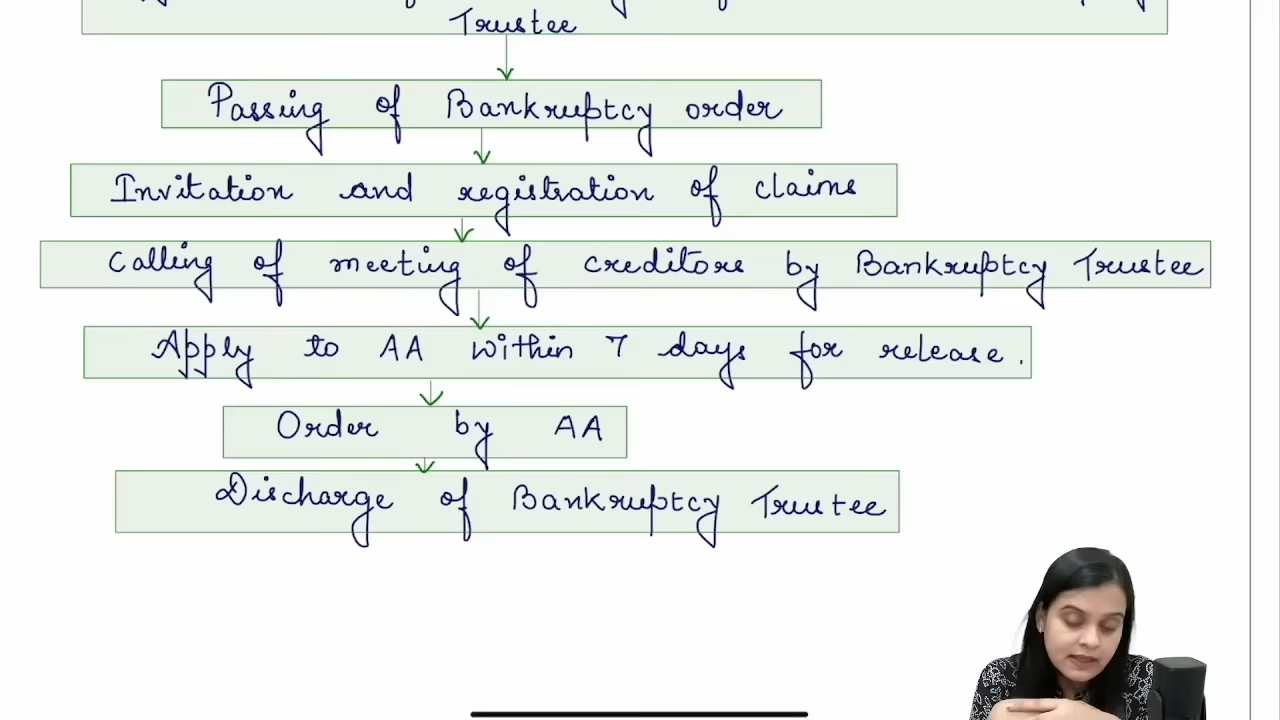 Trustee
Passing of Bankruptcy order
Invitation and registration of claims
Calling of meeting of creditors by Bankruptcy Trustee
Apply to AA within 7 days for release.
Order by AA
Discharge of Bankruptcy Trustee